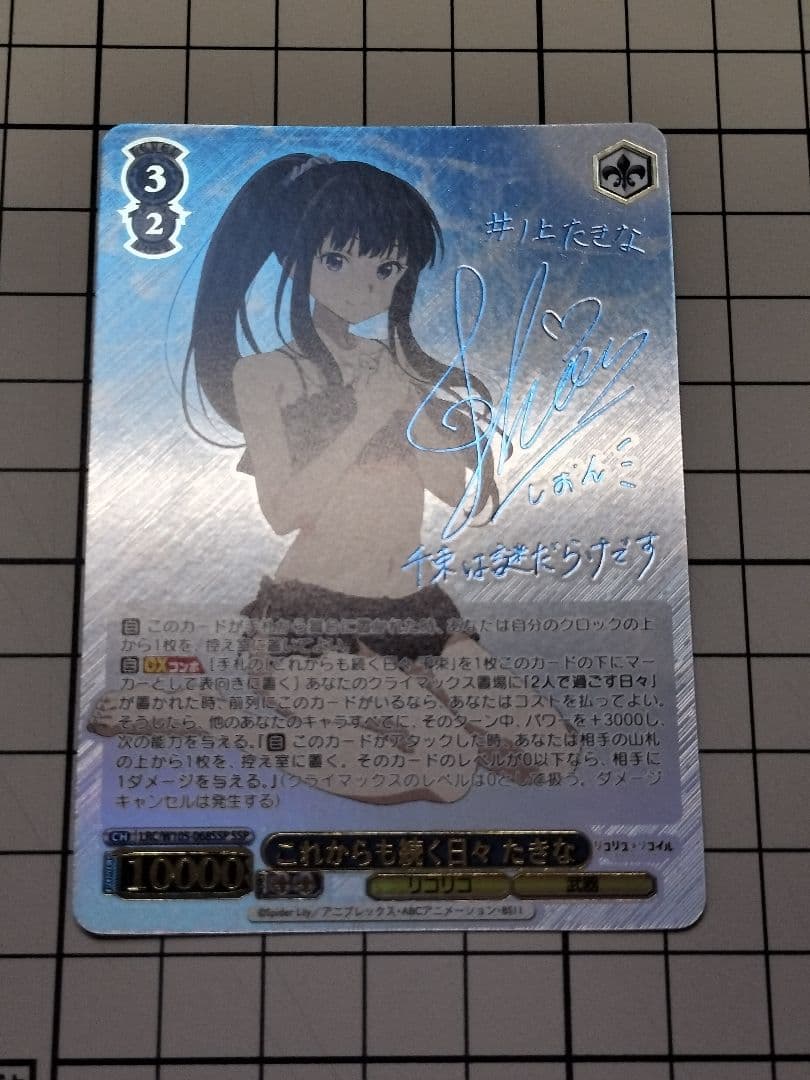 3
2
井ノ上たきな
しおんこ
千束は謎だらけです
自 このカードが手札から舞台に置かれた時、あなたは自分のクロックの上
から1枚を、控え室に置いてよい。
自 CXコンボ [手札の「これからも続く日々 千束」を1枚このカードの下にマー
カーとして表向きに置く] あなたのクライマックス置場に「2人で過ごす日々」
が置かれた時、前列にこのカードがいるなら、あなたはコストを払ってよい。
そうしたら、他のあなたのキャラすべてに、そのターン中、パワーを+3000し、
次の能力を与える。『自 このカードがアタックした時、あなたは相手の山札
の上から1枚を、控え室に置く。そのカードのレベルが0以下なら、相手に
1ダメージを与える。』(クライマックスのレベルは0として扱う。ダメージ
キャンセルは発生する)
CH LRC/W105-068SSP SSP
これからも続く日々 たきな
リコリス・リコイル
10000
リコリコ 武器
©Spider Lily/アニプレックス・ABCアニメーション・BS11